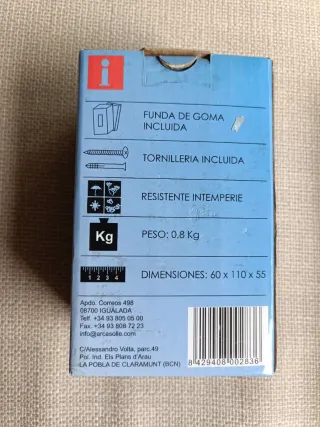 i
FUNDA DE GOMA
INCLUIDA
TORNILLERIA INCLUIDA
RESISTENTE INTEMPERIE
Kg
PESO: 0,8 Kg
1 2 3 4
DIMENSIONES: 60 x 110 x 55
Apdo. Correos 498
08700 IGUALADA
Telf. +34 93 805 05 00
Fax. +34 93 808 72 23
info@arcasolle.com
C/Alessandro Volta, parc.49
Pol. Ind. Els Plans d'Arau
LA POBLA DE CLARAMUNT (BCN)
8 429408 002836